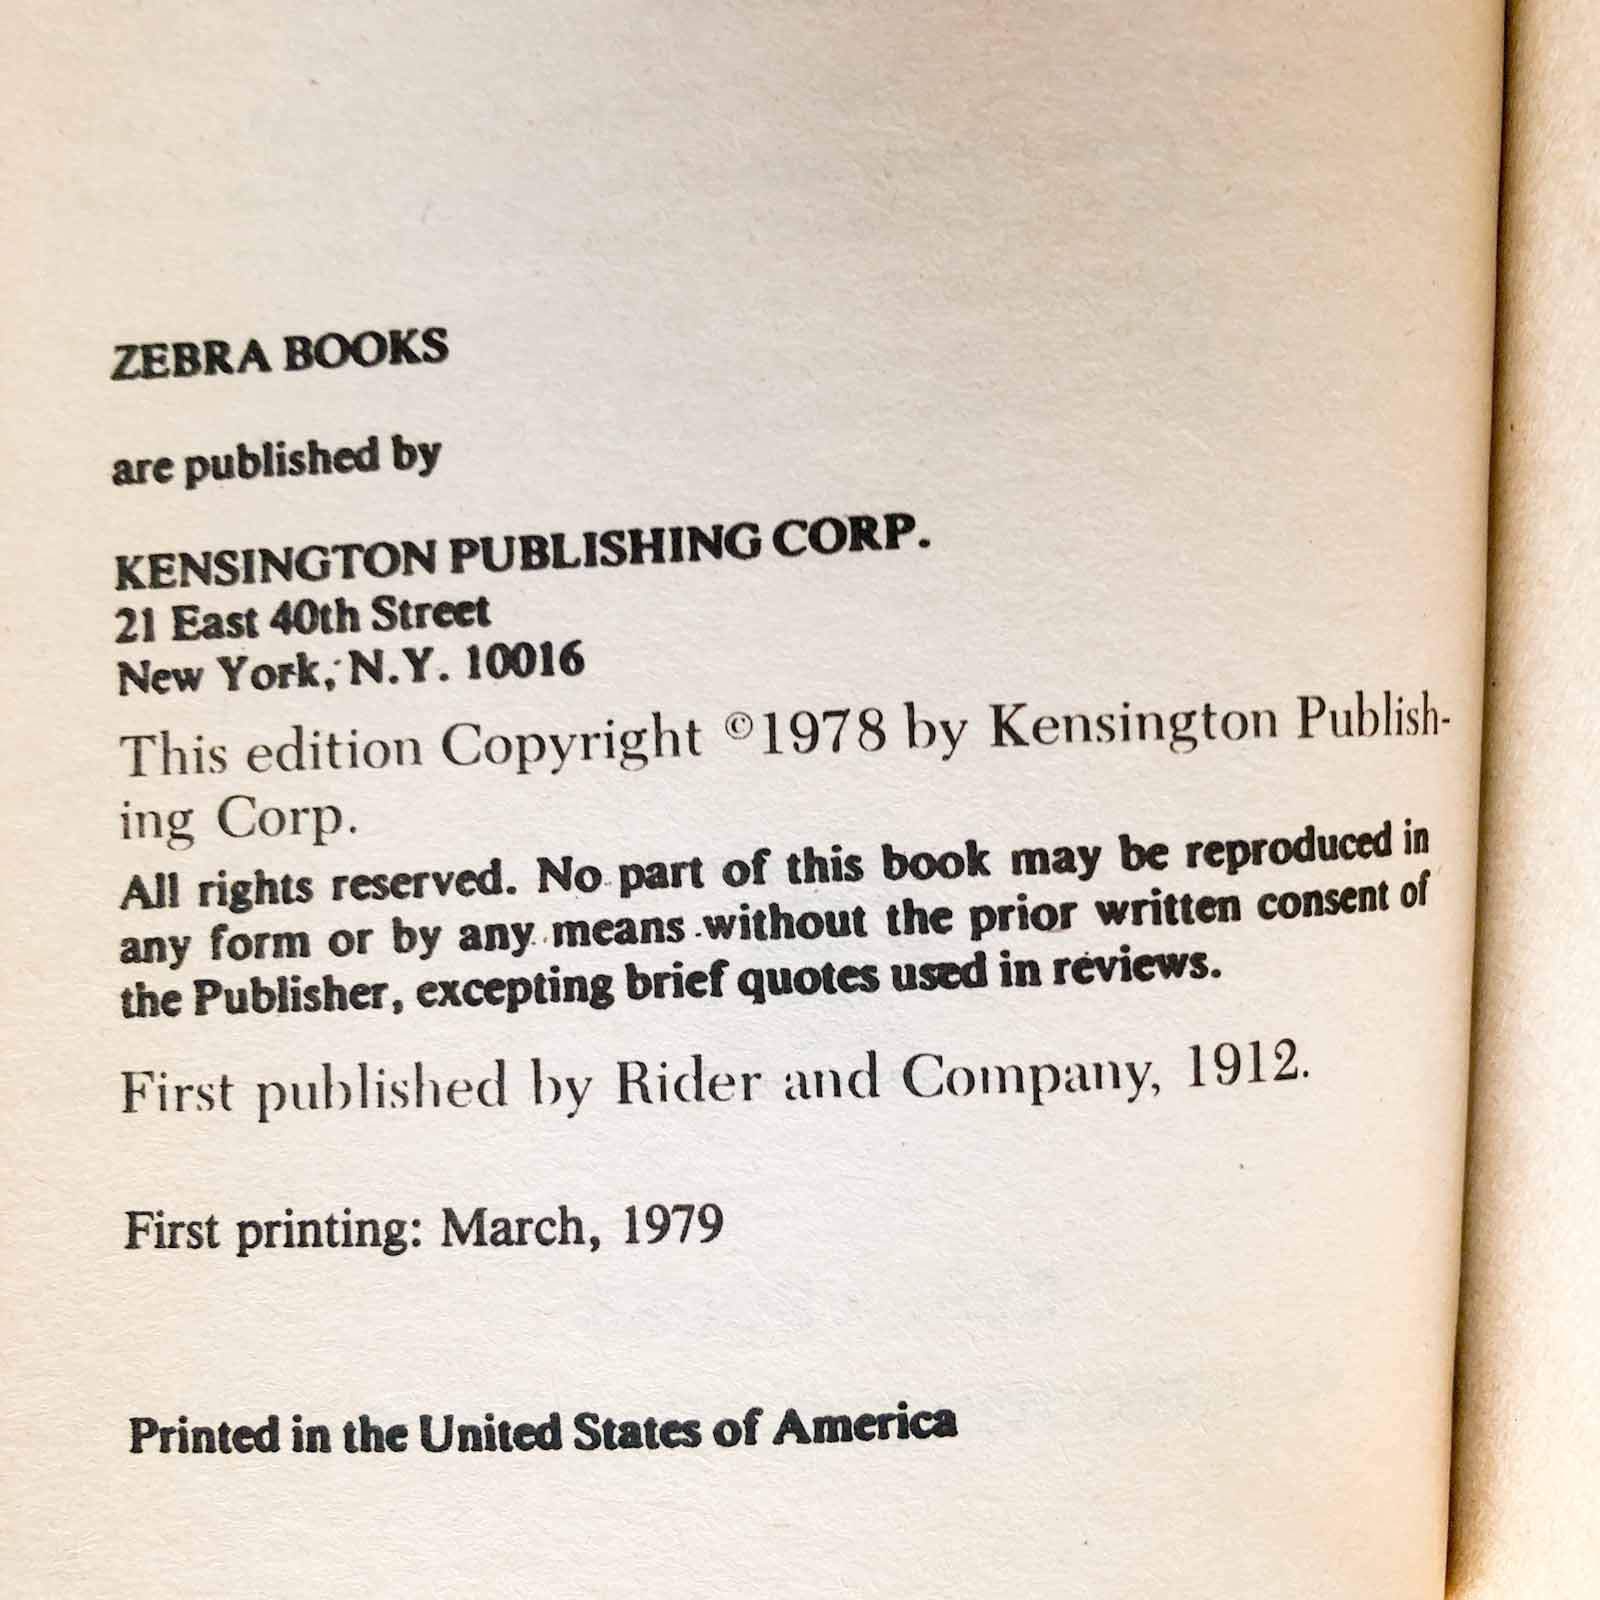 ZEBRA BOOKS
are published by
KENSINGTON PUBLISHING CORP.
21 East 40th Street
New York, N.Y. 10016
This edition Copyright ©1978 by Kensington Publish-
ing Corp.
All rights reserved. No part of this book may be reproduced in
any form or by any means without the prior written consent of
the Publisher, excepting brief quotes used in reviews.
First published by Rider and Company, 1912.
First printing: March, 1979
Printed in the United States of America